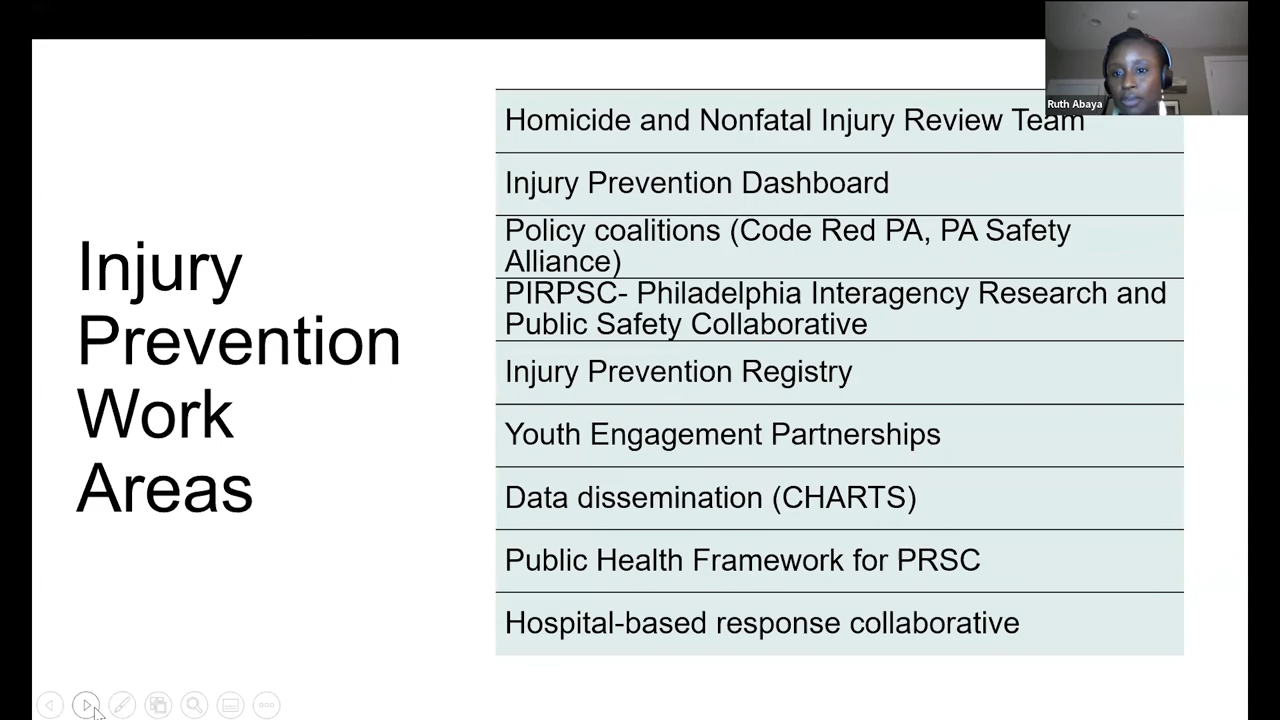 Ruth Abaya
Injury
Prevention
Work
Areas
Homicide and Nonfatal Injury Review Team
Injury Prevention Dashboard
Policy coalitions (Code Red PA, PA Safety
Alliance)
PIRPSC- Philadelphia Interagency Research and
Public Safety Collaborative
Injury Prevention Registry
Youth Engagement Partnerships
Data dissemination (CHARTS)
Public Health Framework for PRSC
Hospital-based response collaborative